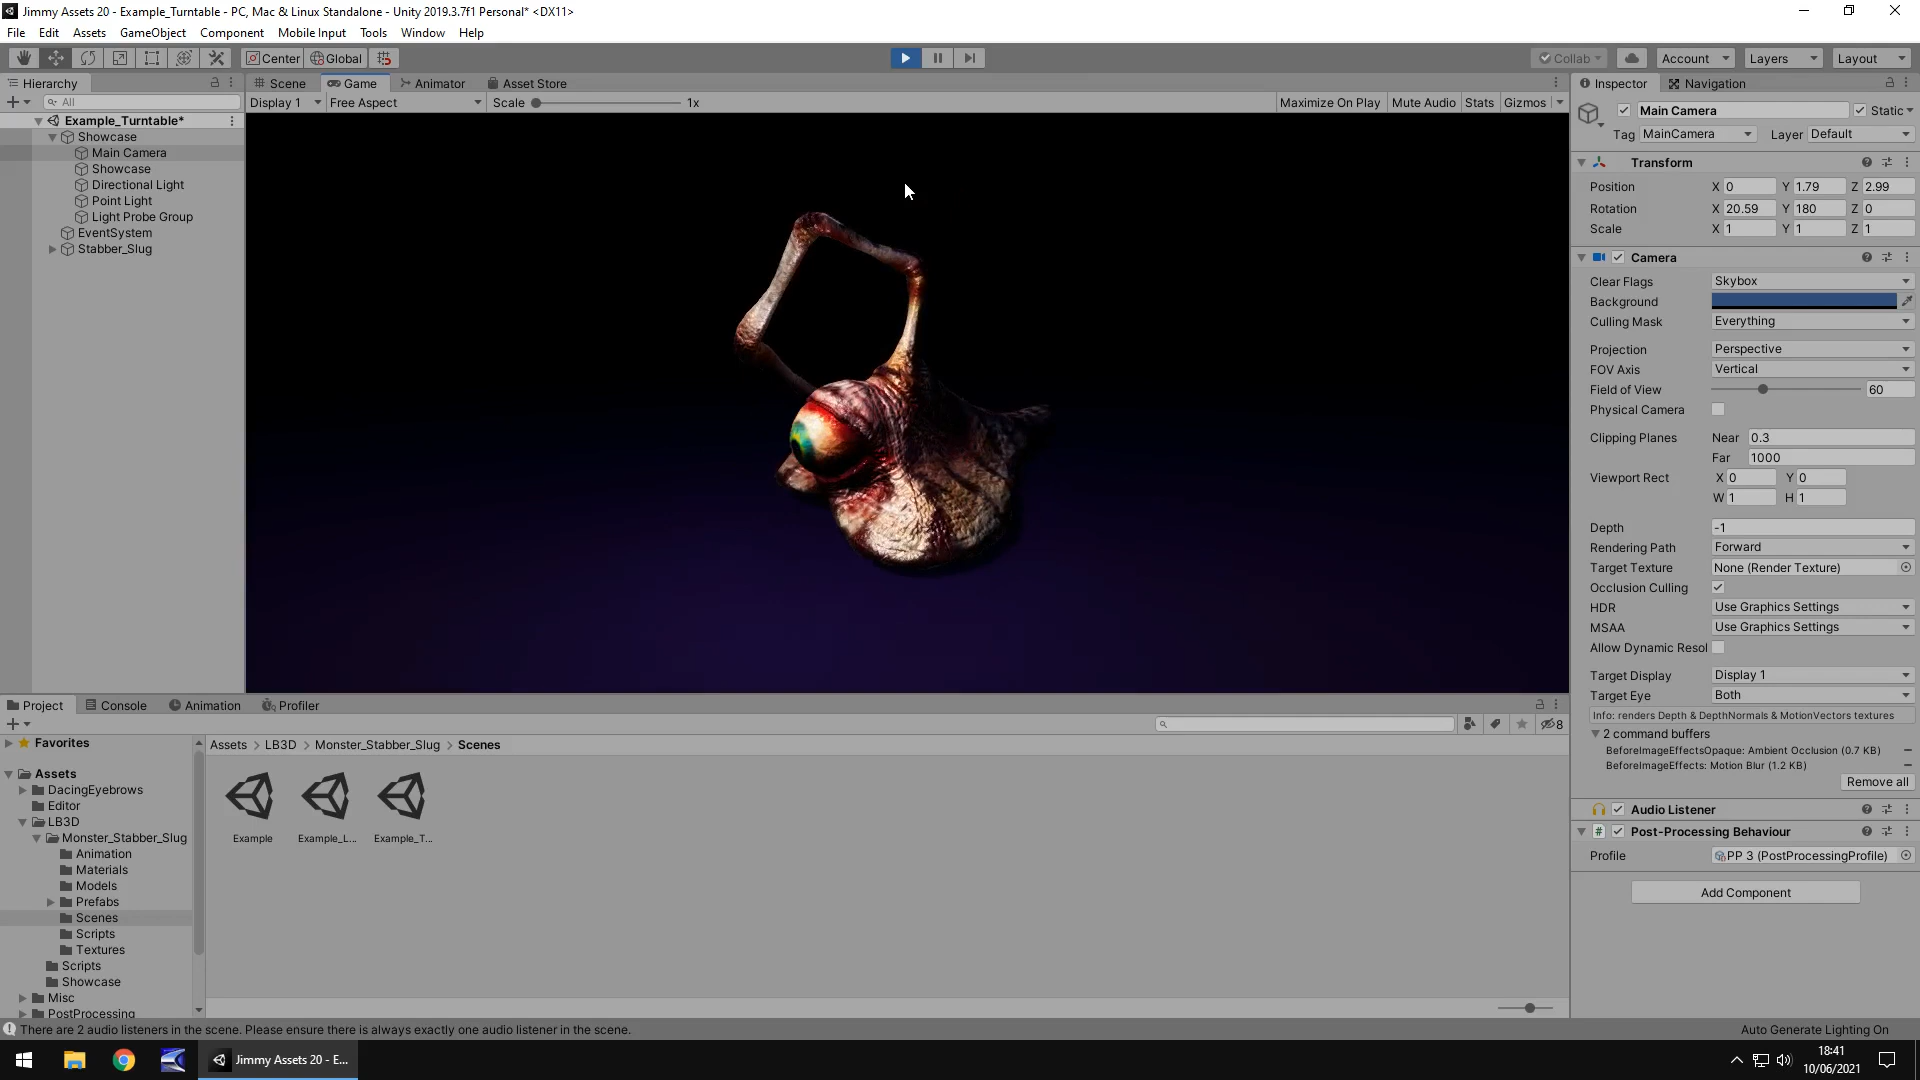 Jimmy Assets 20 - Example_Turntable - PC, Mac & Linux Standalone - Unity 2019.3.7f1 Personal* <DX11>
File Edit Assets GameObject Component Mobile Input Tools Window Help
Center Global Collab Account Layers Layout
Hierarchy
All
Example_Turntable*
Showcase
Main Camera
Showcase
Directional Light
Point Light
Light Probe Group
EventSystem
Stabber_Slug
Scene Game Animator Asset Store
Display 1 Free Aspect Scale 1x Maximize On Play Mute Audio Stats Gizmos
Inspector Navigation
Main Camera Static
Tag MainCamera Layer Default
Transform
Position X 0 Y 1.79 Z 2.99
Rotation X 20.59 Y 180 Z 0
Scale X 1 Y 1 Z 1
Camera
Clear Flags Skybox
Background
Culling Mask Everything
Projection Perspective
FOV Axis Vertical
Field of View 60
Physical Camera
Clipping Planes Near 0.3
Far 1000
Viewport Rect X 0 Y 0
W 1 H 1
Depth -1
Rendering Path Forward
Target Texture None (Render Texture)
Occlusion Culling
HDR Use Graphics Settings
MSAA Use Graphics Settings
Allow Dynamic Resol
Target Display Display 1
Target Eye Both
Info: renders Depth & DepthNormals & MotionVectors textures
2 command buffers
BeforeImageEffectsOpaque: Ambient Occlusion (0.7 KB)
BeforeImageEffects: Motion Blur (1.2 KB)
Remove all
Audio Listener
Post-Processing Behaviour
Profile PP 3 (PostProcessingProfile)
Add Component
Project Console Animation Profiler
8
Favorites
Assets
DacingEyebrows
Editor
LB3D
Monster_Stabber_Slug
Animation
Materials
Models
Prefabs
Scenes
Scripts
Textures
Scripts
Showcase
Misc
PostProcessing
Assets > LB3D > Monster_Stabber_Slug > Scenes
Example Example_L... Example_T...
There are 2 audio listeners in the scene. Please ensure there is always exactly one audio listener in the scene.
Auto Generate Lighting On
Jimmy Assets 20 - E...
18:41
10/06/2021